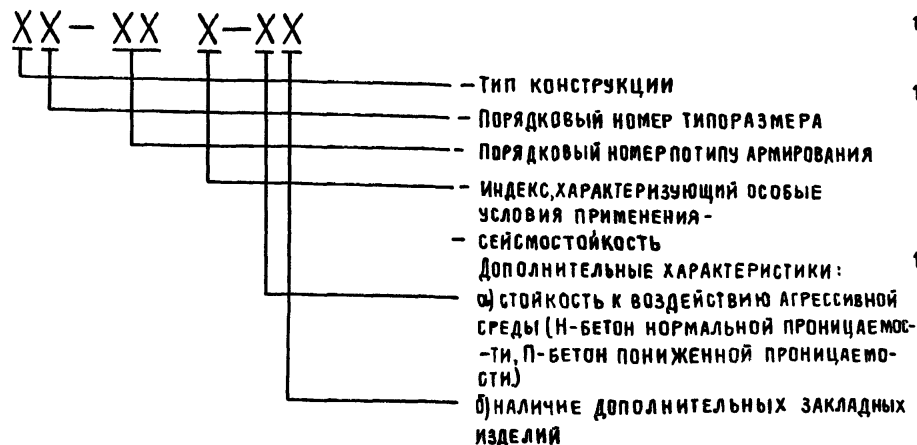 XX-XX X-XX
-ТИП КОНСТРУКЦИИ
-ПОРЯДКОВЫЙ НОМЕР ТИПОРАЗМЕРА
-ПОРЯДКОВЫЙ НОМЕР ПО ТИПУ АРМИРОВАНИЯ
-ИНДЕКС, ХАРАКТЕРИЗУЮЩИЙ ОСОБЫЕ
УСЛОВИЯ ПРИМЕНЕНИЯ-
-СЕЙСМОСТОЙКОСТЬ
ДОПОЛНИТЕЛЬНЫЕ ХАРАКТЕРИСТИКИ:
а) СТОЙКОСТЬ К ВОЗДЕЙСТВИЮ АГРЕССИВНОЙ
СРЕДЫ (Н-БЕТОН НОРМАЛЬНОЙ ПРОНИЦАЕМОС-
-ТИ, П-БЕТОН ПОНИЖЕННОЙ ПРОНИЦАЕМО-
СТИ.)
б) НАЛИЧИЕ ДОПОЛНИТЕЛЬНЫХ ЗАКЛАДНЫХ
ИЗДЕЛИЙ